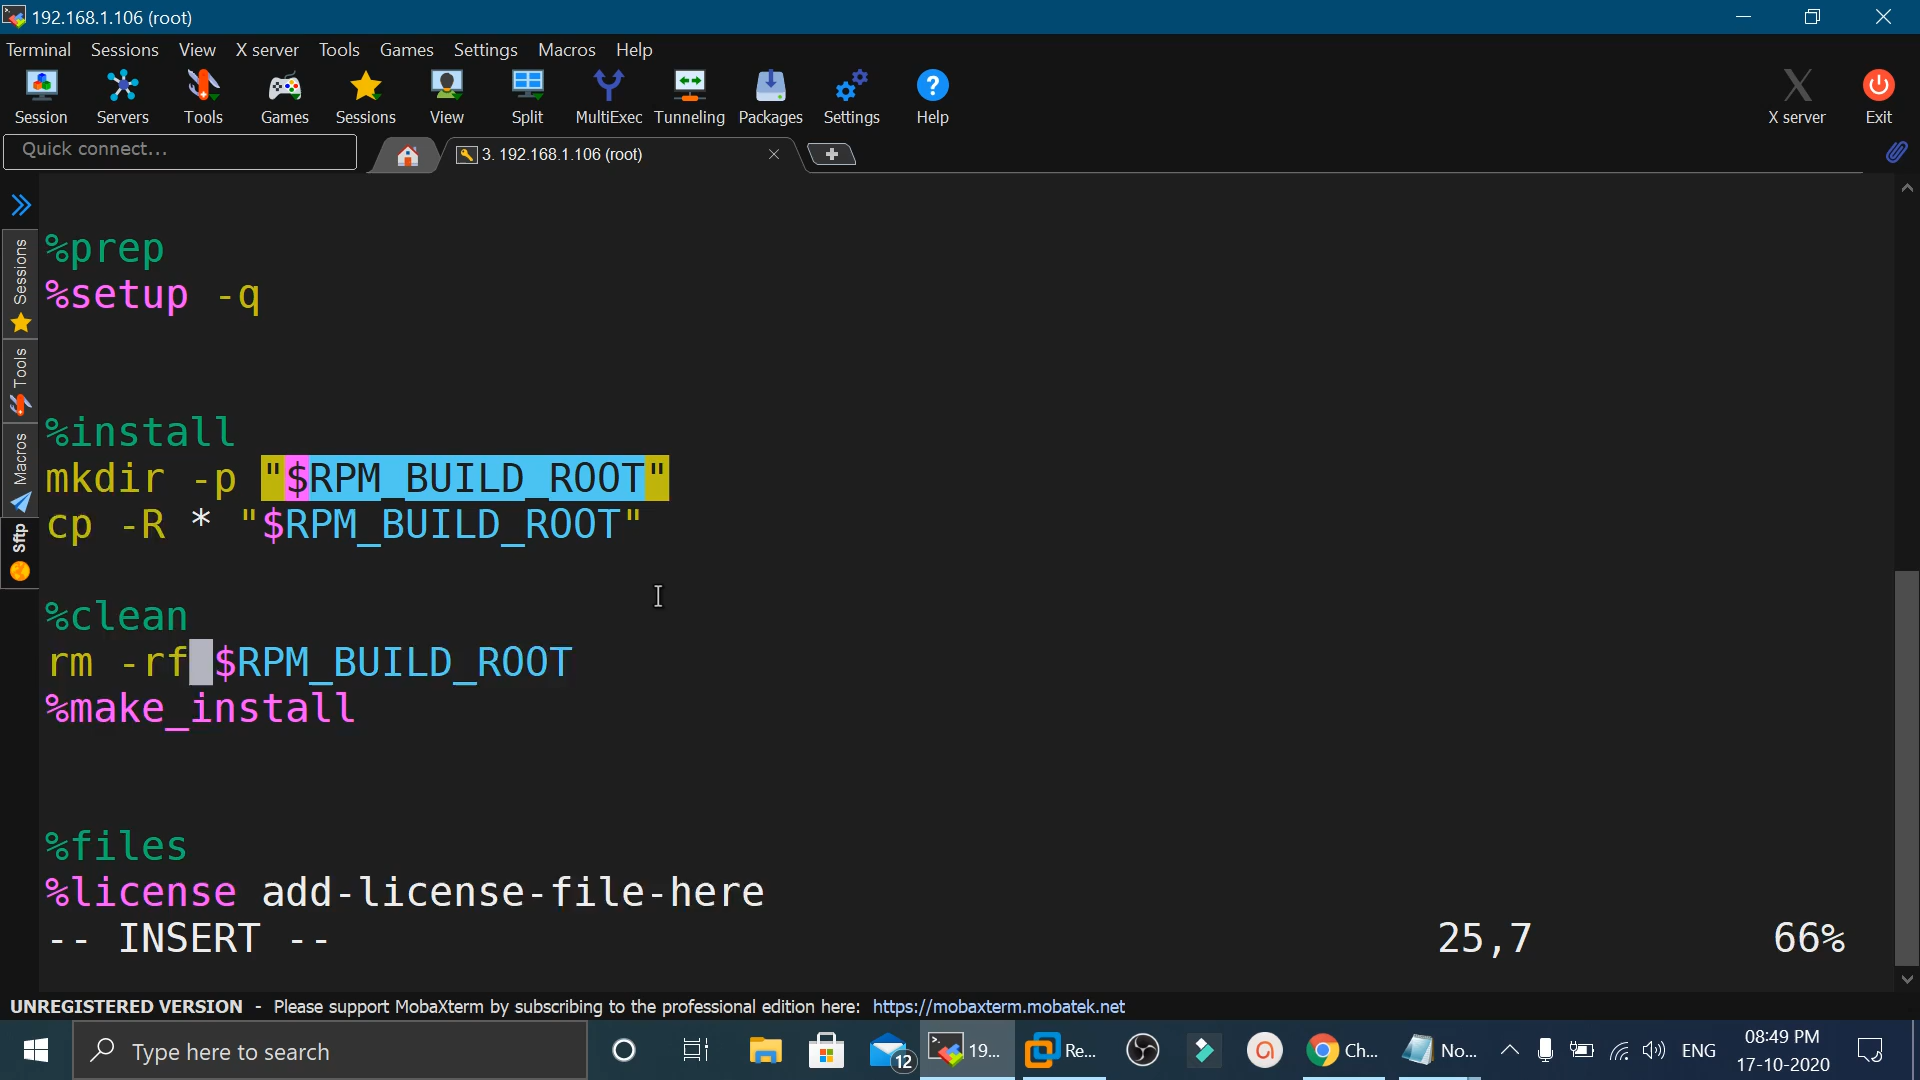 192.168.1.106 (root)
Terminal Sessions View X server Tools Games Settings Macros Help
Session Servers Tools Games Sessions View Split MultiExec Tunneling Packages Settings Help X server Exit
Quick connect...
3. 192.168.1.106 (root)
Sessions
Tools
Macros
Sftp
%prep
%setup -q
%install
mkdir -p "$RPM_BUILD_ROOT"
cp -R * "$RPM_BUILD_ROOT"
%clean
rm -rf $RPM_BUILD_ROOT
%make_install
%files
%license add-license-file-here
-- INSERT -- 25,7 66%
UNREGISTERED VERSION - Please support MobaXterm by subscribing to the professional edition here: https://mobaxterm.mobatek.net
Type here to search
12
19...
Re...
Ch...
No...
ENG
08:49 PM
17-10-2020